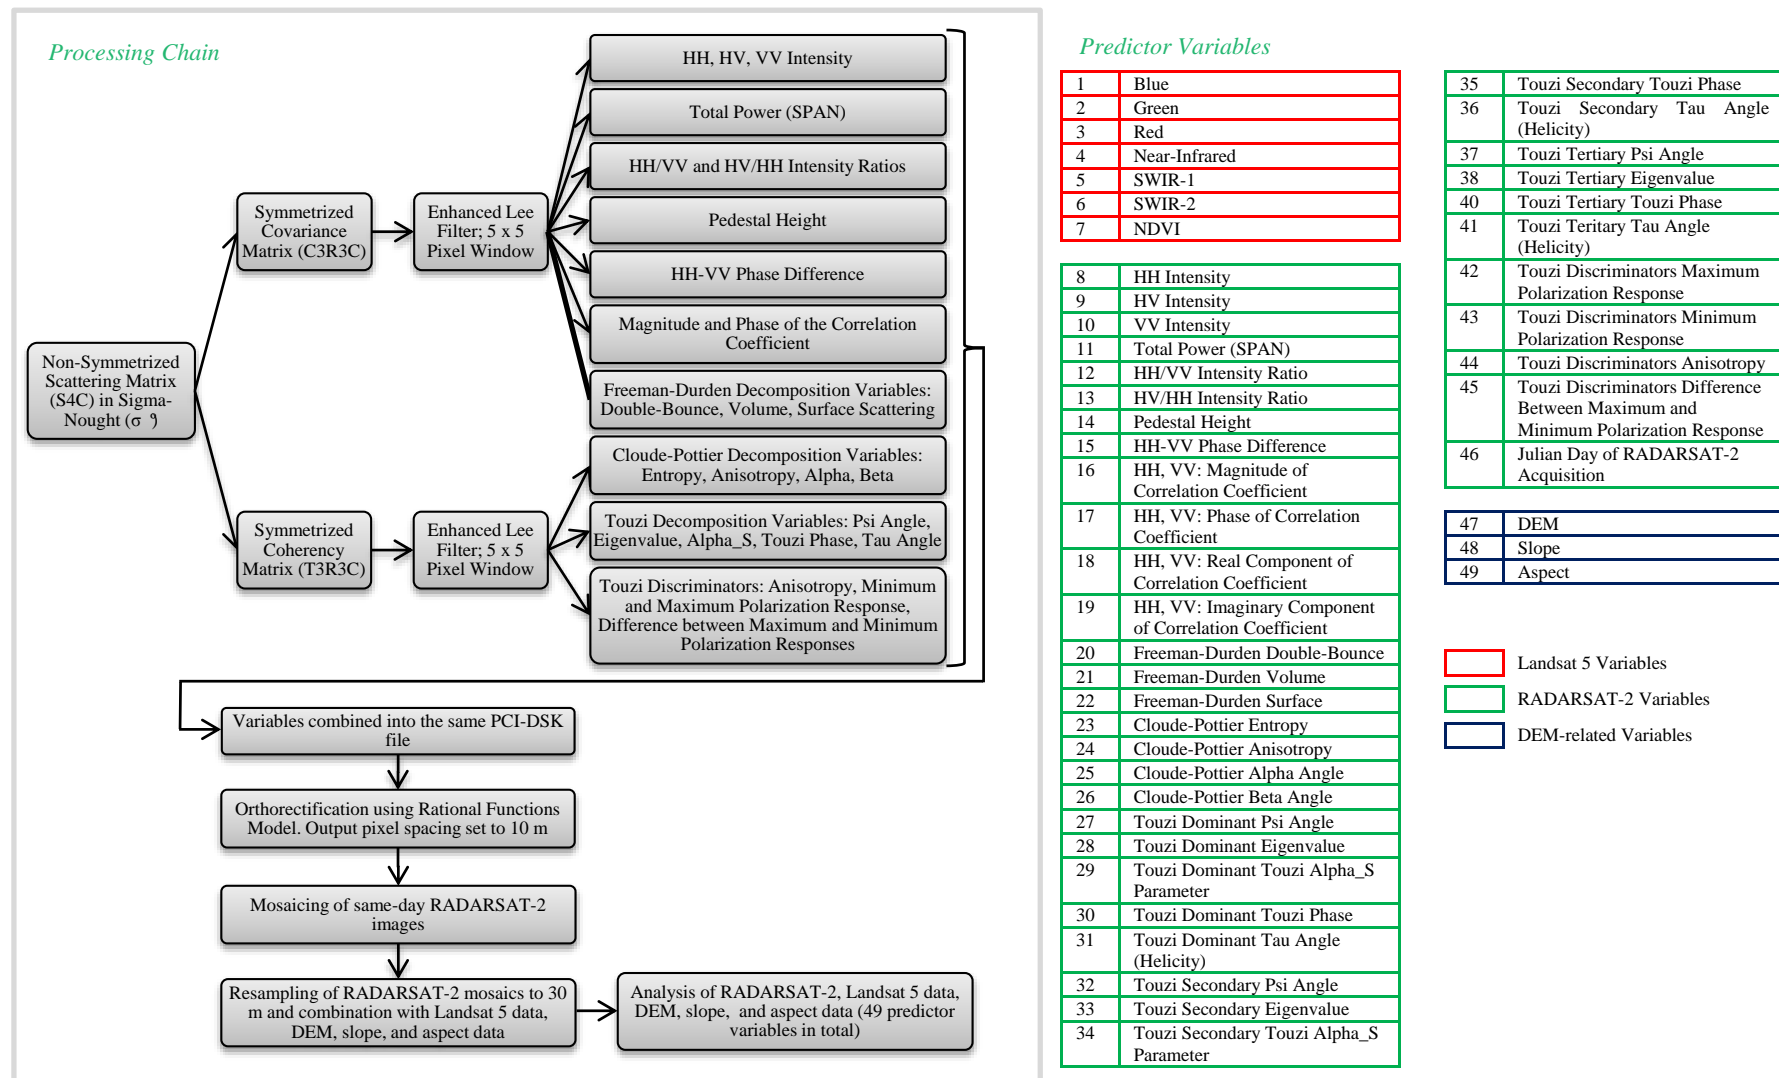 Processing Chain
HH, HV, VV Intensity
Total Power (SPAN)
HH/VV and HV/HH Intensity Ratios
Pedestal Height
HH-VV Phase Difference
Magnitude and Phase of the Correlation
Coefficient
Freeman-Durden Decomposition Variables:
Double-Bounce, Volume, Surface Scattering
Cloude-Pottier Decomposition Variables:
Entropy, Anisotropy, Alpha, Beta
Touzi Decomposition Variables: Psi Angle,
Eigenvalue, Alpha_S, Touzi Phase, Tau Angle
Touzi Discriminators: Anisotropy, Minimum
and Maximum Polarization Response,
Difference between Maximum and Minimum
Polarization Responses
Symmetrized
Covariance
Matrix (C3R3C)
Enhanced Lee
Filter; 5 x 5
Pixel Window
Non-Symmetrized
Scattering Matrix
(S4C) in Sigma-
Nought (σ
Symmetrized
Coherency
Matrix (T3R3C)
Enhanced Lee
Filter; 5 x 5
Pixel Window
Variables combined into the same PCI-DSK
file
Orthorectification using Rational Functions
Model. Output pixel spacing set to 10 m
Mosaicing of same-day RADARSAT-2
images
Resampling of RADARSAT-2 mosaics to 30
m and combination with Landsat 5 data,
DEM, slope, and aspect data
Analysis of RADARSAT-2, Landsat 5 data,
DEM, slope, and aspect data (49 predictor
variables in total)
Predictor Variables
1 Blue
2 Green
3 Red
4 Near-Infrared
5 SWIR-1
6 SWIR-2
7 NDVI
8 HH Intensity
9 HV Intensity
10 VV Intensity
11 Total Power (SPAN)
12 HH/VV Intensity Ratio
13 HV/HH Intensity Ratio
14 Pedestal Height
15 HH-VV Phase Difference
16 HH, VV: Magnitude of
Correlation Coefficient
17 HH, VV: Phase of Correlation
Coefficient
18 HH, VV: Real Component of
Correlation Coefficient
19 HH, VV: Imaginary Component
of Correlation Coefficient
20 Freeman-Durden Double-Bounce
21 Freeman-Durden Volume
22 Freeman-Durden Surface
23 Cloude-Pottier Entropy
24 Cloude-Pottier Anisotropy
25 Cloude-Pottier Alpha Angle
26 Cloude-Pottier Beta Angle
27 Touzi Dominant Psi Angle
28 Touzi Dominant Eigenvalue
29 Touzi Dominant Touzi Alpha_S
Parameter
30 Touzi Dominant Touzi Phase
31 Touzi Dominant Tau Angle
(Helicity)
32 Touzi Secondary Psi Angle
33 Touzi Secondary Eigenvalue
34 Touzi Secondary Touzi Alpha_S
Parameter
35 Touzi Secondary Touzi Phase
36 Touzi Secondary Tau Angle
(Helicity)
37 Touzi Tertiary Psi Angle
38 Touzi Tertiary Eigenvalue
40 Touzi Tertiary Touzi Phase
41 Touzi Teritary Tau Angle
(Helicity)
42 Touzi Discriminators Maximum
Polarization Response
43 Touzi Discriminators Minimum
Polarization Response
44 Touzi Discriminators Anisotropy
45 Touzi Discriminators Difference
Between Maximum and
Minimum Polarization Response
46 Julian Day of RADARSAT-2
Acquisition
47 DEM
48 Slope
49 Aspect
Landsat 5 Variables
RADARSAT-2 Variables
DEM-related Variables